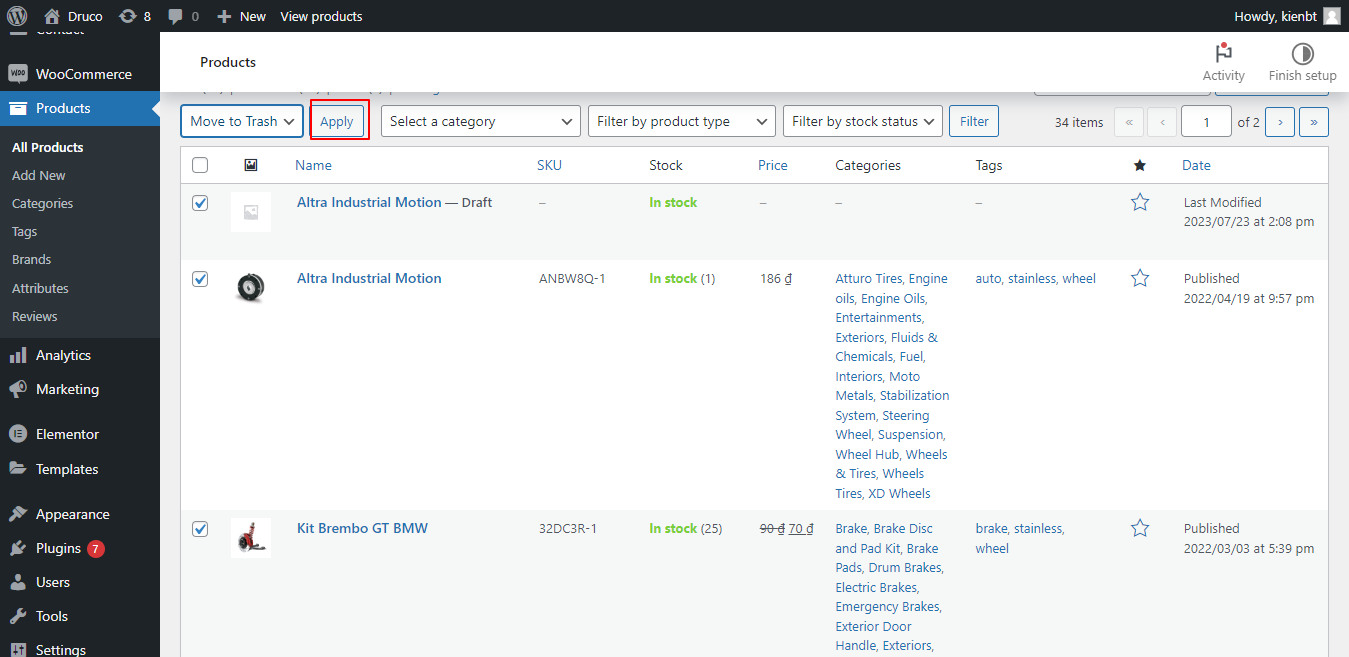 Druco 8 0 New View products Howdy, kienbt
Contact
WooCommerce
Products
All Products
Add New
Categories
Tags
Brands
Attributes
Reviews
Analytics
Marketing
Elementor
Templates
Appearance
Plugins 7
Users
Tools
Settings
Products
Activity
Finish setup
Move to Trash Apply Select a category Filter by product type Filter by stock status Filter 34 items « ‹ 1 of 2 › »
Name SKU Stock Price Categories Tags Date
Altra Industrial Motion — Draft – In stock – – – Last Modified
2023/07/23 at 2:08 pm
Altra Industrial Motion ANBW8Q-1 In stock (1) 186 ₫ Atturo Tires, Engine auto, stainless, wheel Published
oils, Engine Oils, 2022/04/19 at 9:57 pm
Entertainments,
Exteriors, Fluids &
Chemicals, Fuel,
Interiors, Moto
Metals, Stabilization
System, Steering
Wheel, Suspension,
Wheel Hub, Wheels
& Tires, Wheels
Tires, XD Wheels
Kit Brembo GT BMW 32DC3R-1 In stock (25) 90 ₫ 70 ₫ Brake, Brake Disc brake, stainless, Published
and Pad Kit, Brake wheel 2022/03/03 at 5:39 pm
Pads, Drum Brakes,
Electric Brakes,
Emergency Brakes,
Exterior Door
Handle, Exteriors,